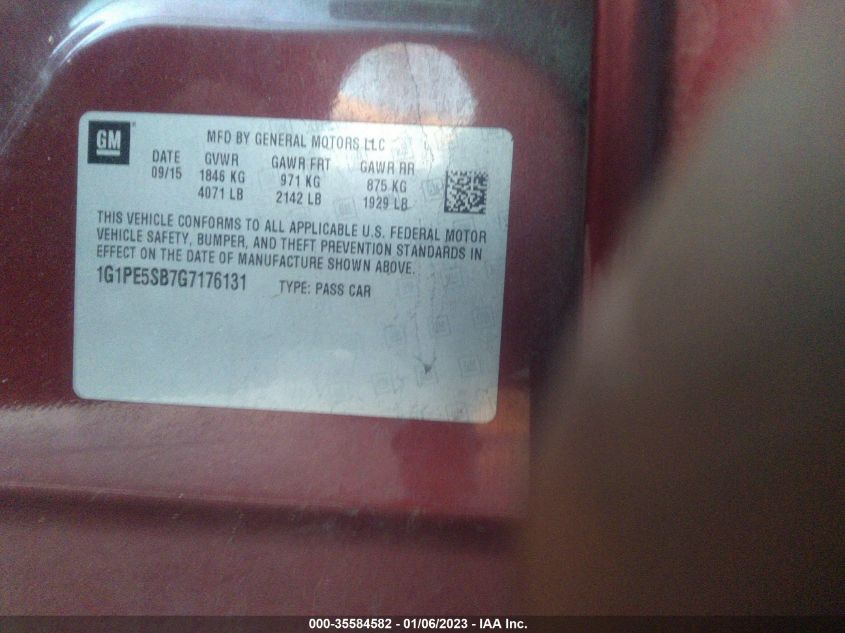 GM
MFD BY GENERAL MOTORS LLC
DATE GVWR GAWR FRT GAWR RR
09/15 1846 KG 971 KG 875 KG
4071 LB 2142 LB 1929 LB
THIS VEHICLE CONFORMS TO ALL APPLICABLE U.S. FEDERAL MOTOR
VEHICLE SAFETY, BUMPER, AND THEFT PREVENTION STANDARDS IN
EFFECT ON THE DATE OF MANUFACTURE SHOWN ABOVE.
1G1PE5SB7G7176131 TYPE: PASS CAR
000-35584582 - 01/06/2023 - IAA Inc.